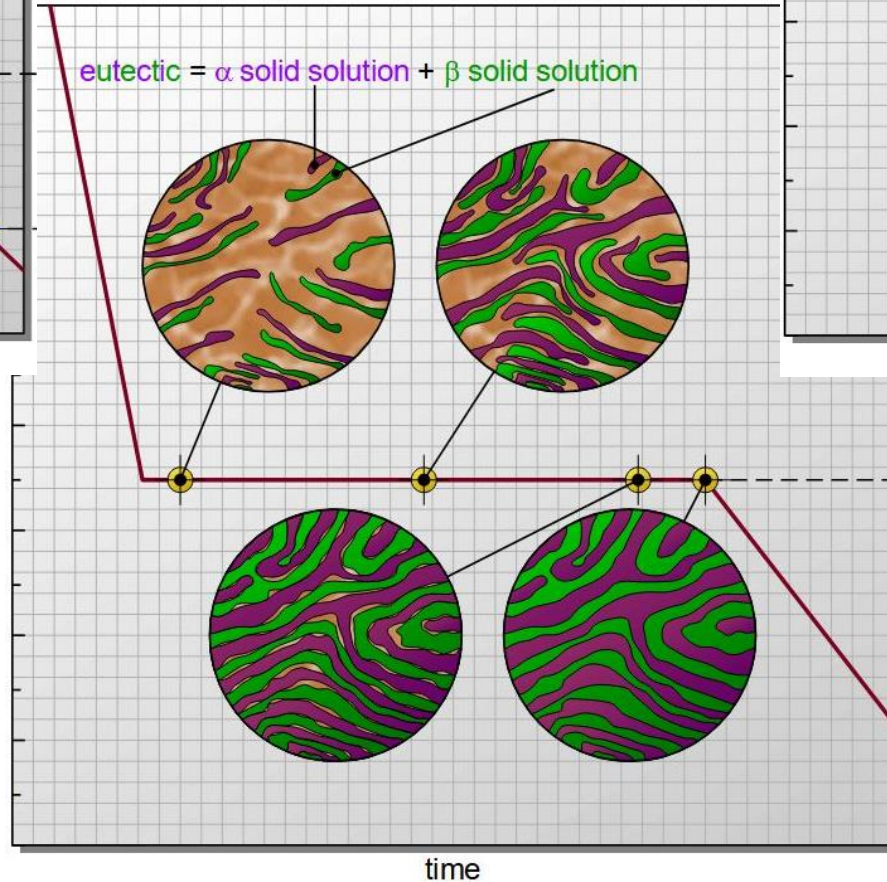 eutectic = α solid solution + β solid solution
time